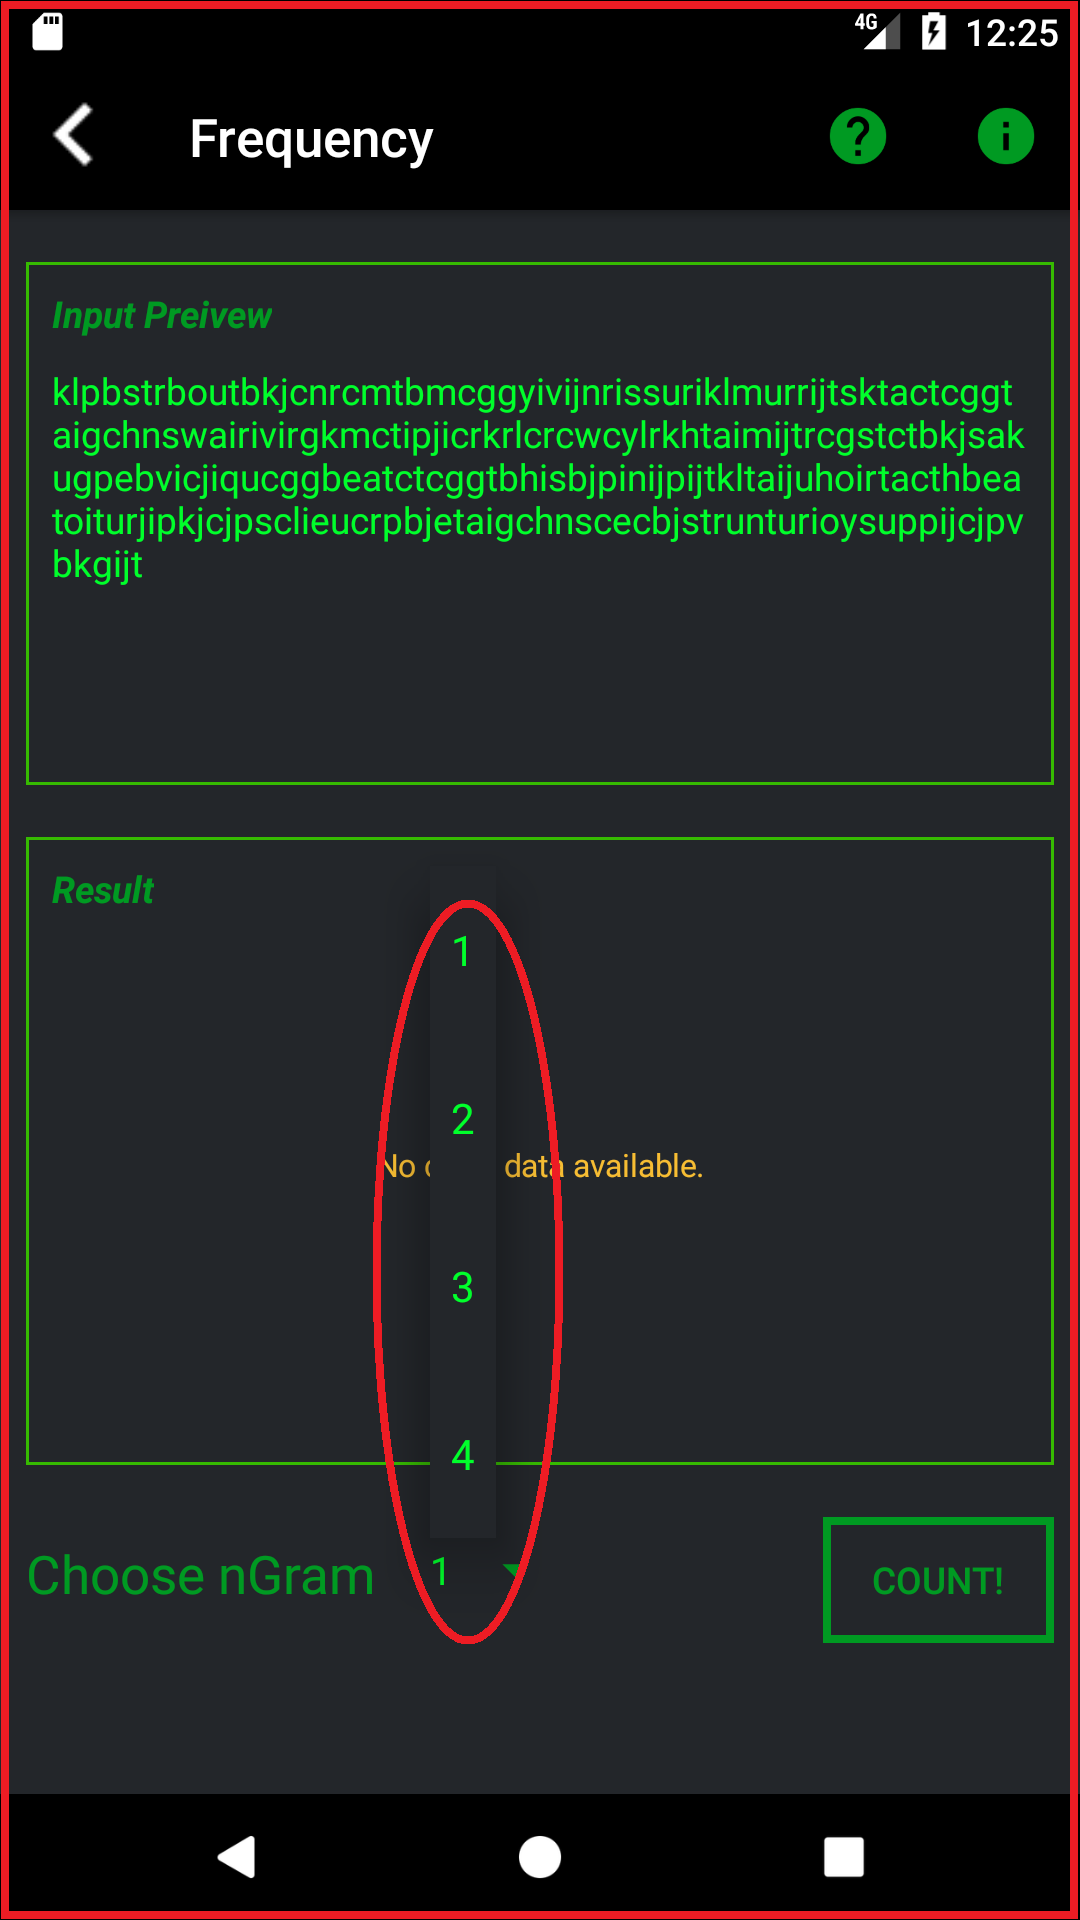 4G 12:25
Frequency
Input Preivew
klpbstrboutbkjcnrcmtbmcggyivijnrissuriklmurrijtsktactcggt
aigchnswairivirgkmctipjicrkrlcrcwcylrkhtaimijtrcgstctbkjsak
ugpebvicjiqucggbeatctcggtbhisbjpinijpijtkltaijuhoirtacthbea
toiturjipkjcjpsclieucrpbjetaigchnscecbjstrunturioysuppijcjpv
bkgijt
Result
1
2
No data available.
3
4
Choose nGram 1 COUNT!